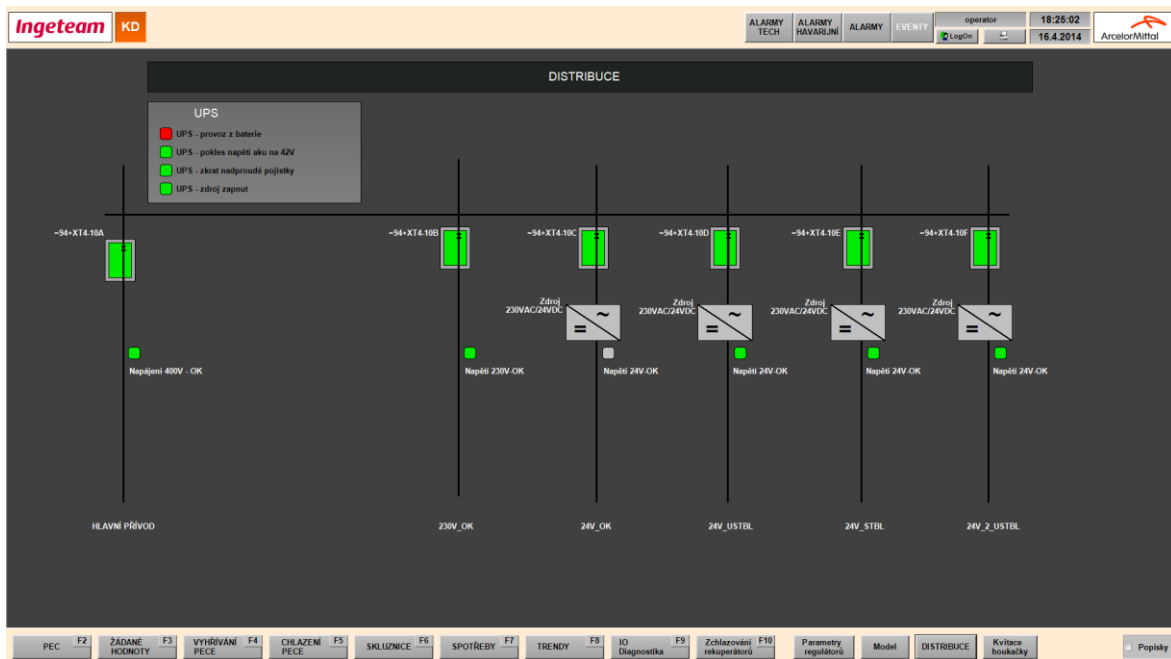 Ingeteam
KD
ALARMY
TECH
ALARMY
HAVARIJNÍ
ALARMY
EVENTY
operator
LogOn
18:25:02
16.4.2014
ArcelorMittal
DISTRIBUCE
UPS
UPS - provoz z baterie
UPS - pokles napětí aku na 42V
UPS - zkrat nadproudé pojistky
UPS - zdroj zapnut
~94+XT4-10A
~94+XT4-10B
~94+XT4-10C
~94+XT4-10D
~94+XT4-10E
~94+XT4-10F
Zdroj
230VAC/24VDC
Zdroj
230VAC/24VDC
Zdroj
230VAC/24VDC
Zdroj
230VAC/24VDC
Napájení 400V - OK
Napětí 230V-OK
Napětí 24V-OK
Napětí 24V-OK
Napětí 24V-OK
Napětí 24V-OK
HLAVNÍ PŘÍVOD
230V_OK
24V_OK
24V_USTBL
24V_STBL
24V_2_USTBL
PEC F2
ŽÁDANÉ F3
HODNOTY
VYHŘÍVÁNÍ F4
PECE
CHLAZENÍ F5
PECE
SKLUZNICE F6
SPOTŘEBY F7
TRENDY F8
IO F9
Diagnostika
Zchlazování F10
rekuperátorů
Parametry
regulátorů
Model
DISTRIBUCE
Kvitace
houkačky
Popisky